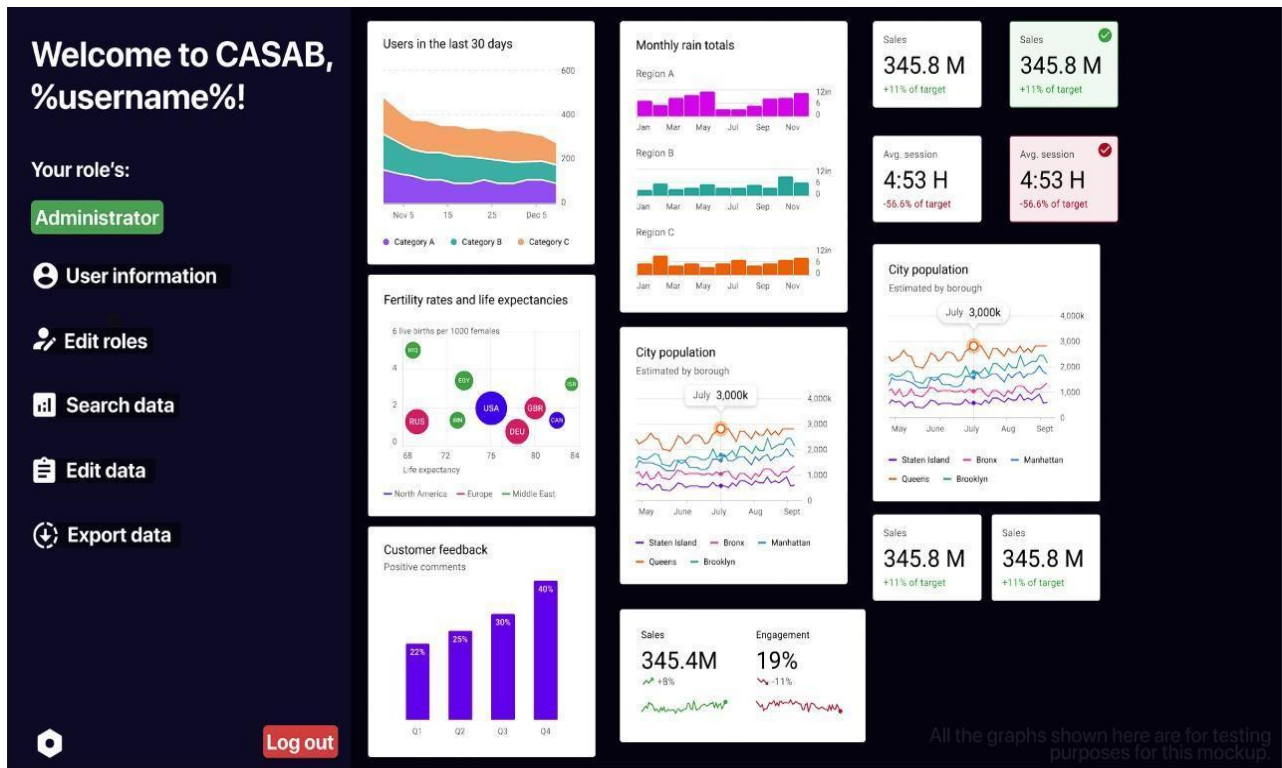 Welcome to CASAB,
%username%!
Your role's:
Administrator
User information
Edit roles
Search data
Edit data
Export data
Log out
Users in the last 30 days
600
400
200
0
Nov 5 15 25 Dec 5
Category A Category B Category C
Fertility rates and life expectancies
6 live births per 1000 females
4
2
0
IRQ
EGY
ISR
RUS
IRN
USA
DEU
GBR
CAN
68 72 76 80 84
Life expectancy
North America Europe Middle East
Customer feedback
Positive comments
22%
25%
30%
40%
Q1 Q2 Q3 Q4
Monthly rain totals
Region A
12in
6
0
Jan Mar May Jul Sep Nov
Region B
12in
6
0
Jan Mar May Jul Sep Nov
Region C
12in
6
0
Jan Mar May Jul Sep Nov
City population
Estimated by borough
July 3,000k
4,000k
3,000
2,000
1,000
0
May June July Aug Sept
Staten Island Bronx Manhattan
Queens Brooklyn
Sales
345.4M
+8%
Engagement
19%
-11%
Sales
345.8 M
+11% of target
Sales
345.8 M
+11% of target
Avg. session
4:53 H
-56.6% of target
Avg. session
4:53 H
-56.6% of target
City population
Estimated by borough
July 3,000k
4,000k
3,000
2,000
1,000
0
May June July Aug Sept
Staten Island Bronx Manhattan
Queens Brooklyn
Sales
345.8 M
+11% of target
Sales
345.8 M
+11% of target
All the graphs shown here are for testing
purposes for this mockup.